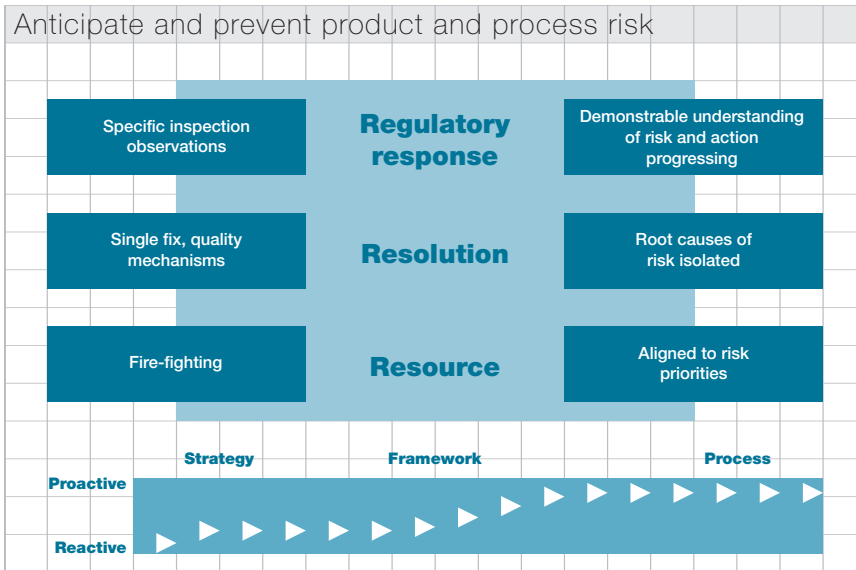 Anticipate and prevent product and process risk
Specific inspection
observations
Regulatory
response
Demonstrable understanding
of risk and action
progressing
Single fix, quality
mechanisms
Resolution
Root causes of
risk isolated
Fire-fighting
Resource
Aligned to risk
priorities
Strategy
Framework
Process
Proactive
Reactive